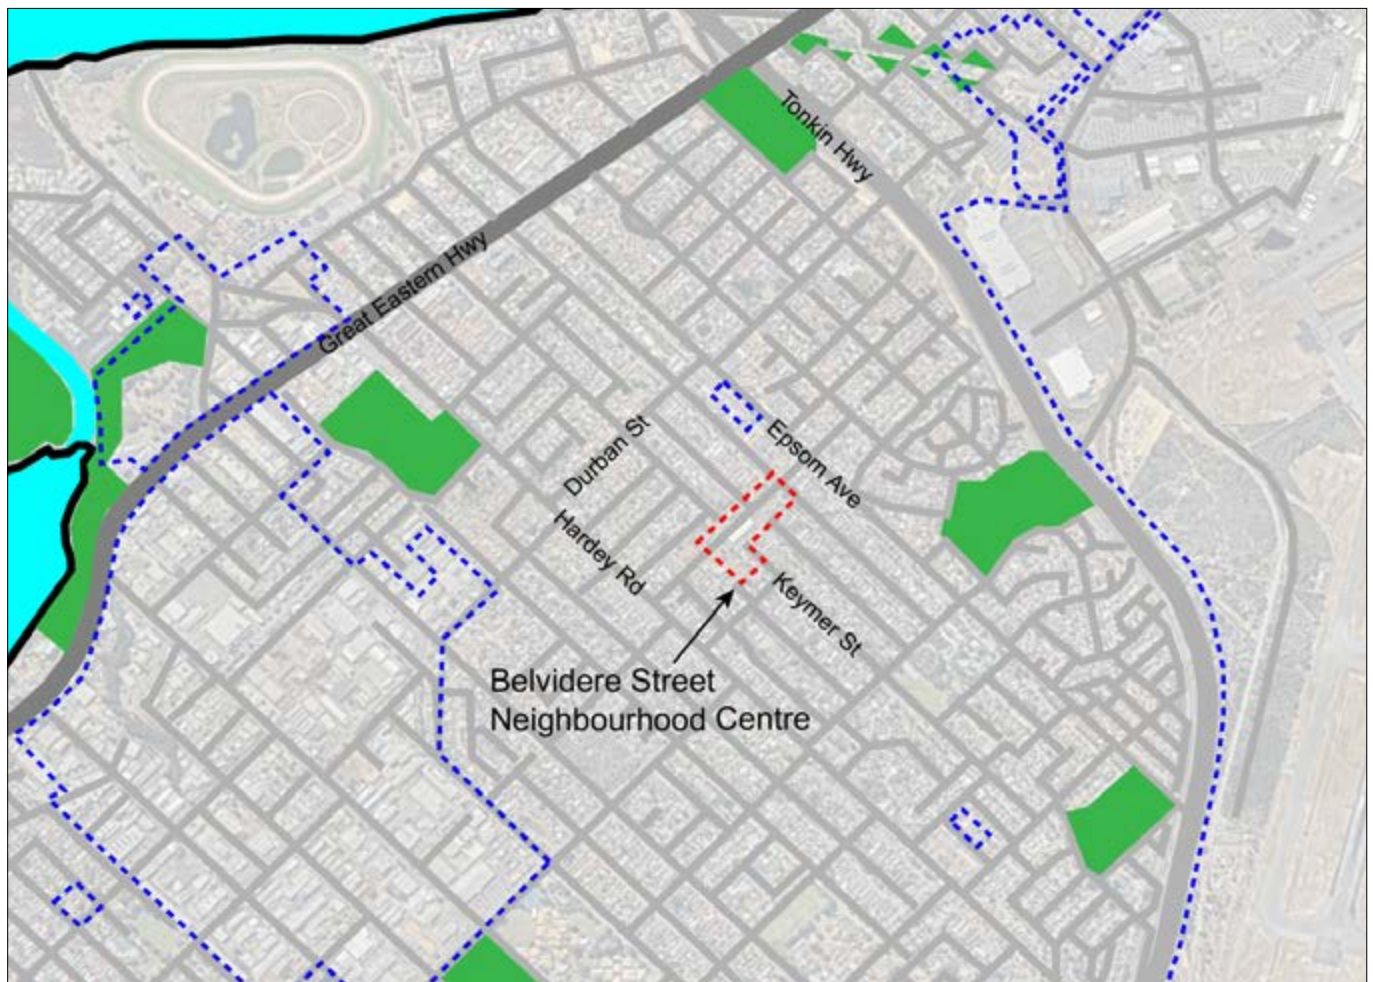 Tonkin Hwy
Great Eastern Hwy
Durban St
Epsom Ave
Hardey Rd
Keymer St
Belvidere Street
Neighbourhood Centre